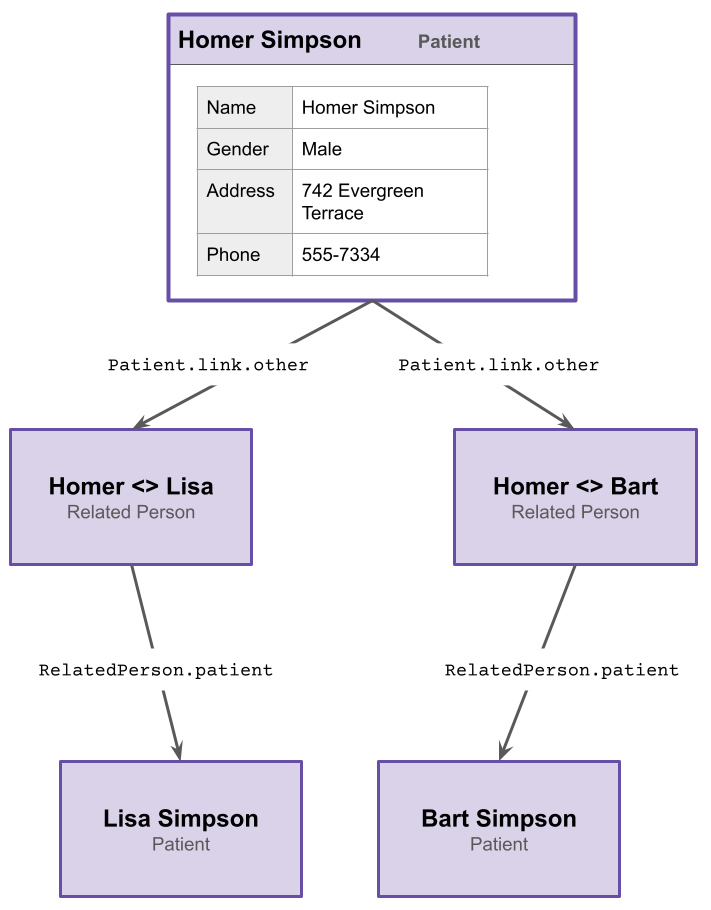 Homer Simpson Patient
Name Homer Simpson
Gender Male
Address 742 Evergreen
Terrace
Phone 555-7334
Patient.link.other Patient.link.other
Homer <> Lisa Homer <> Bart
Related Person Related Person
RelatedPerson.patient RelatedPerson.patient
Lisa Simpson Bart Simpson
Patient Patient